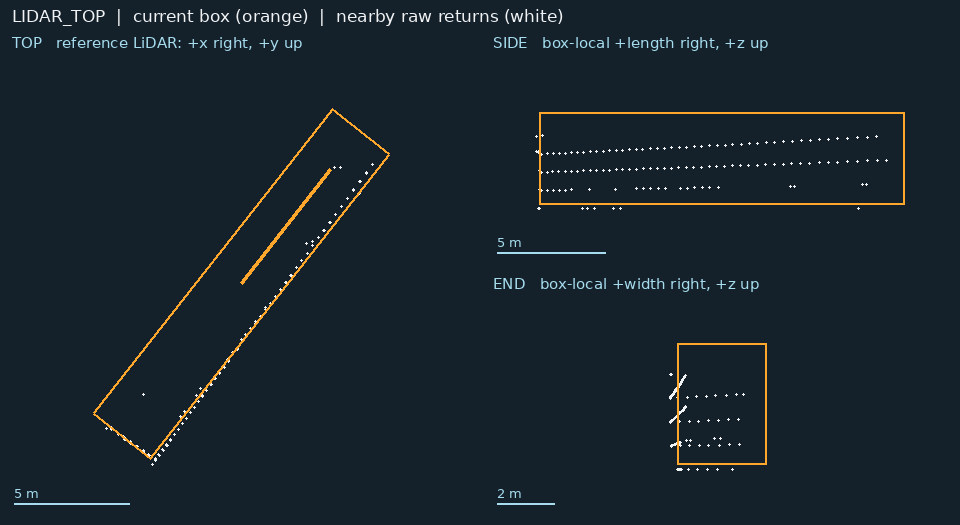 LIDAR_TOP | current box (orange) | nearby raw returns (white)
TOP reference LiDAR: +x right, +y up
SIDE box-local +length right, +z up
5 m
END box-local +width right, +z up
5 m
2 m